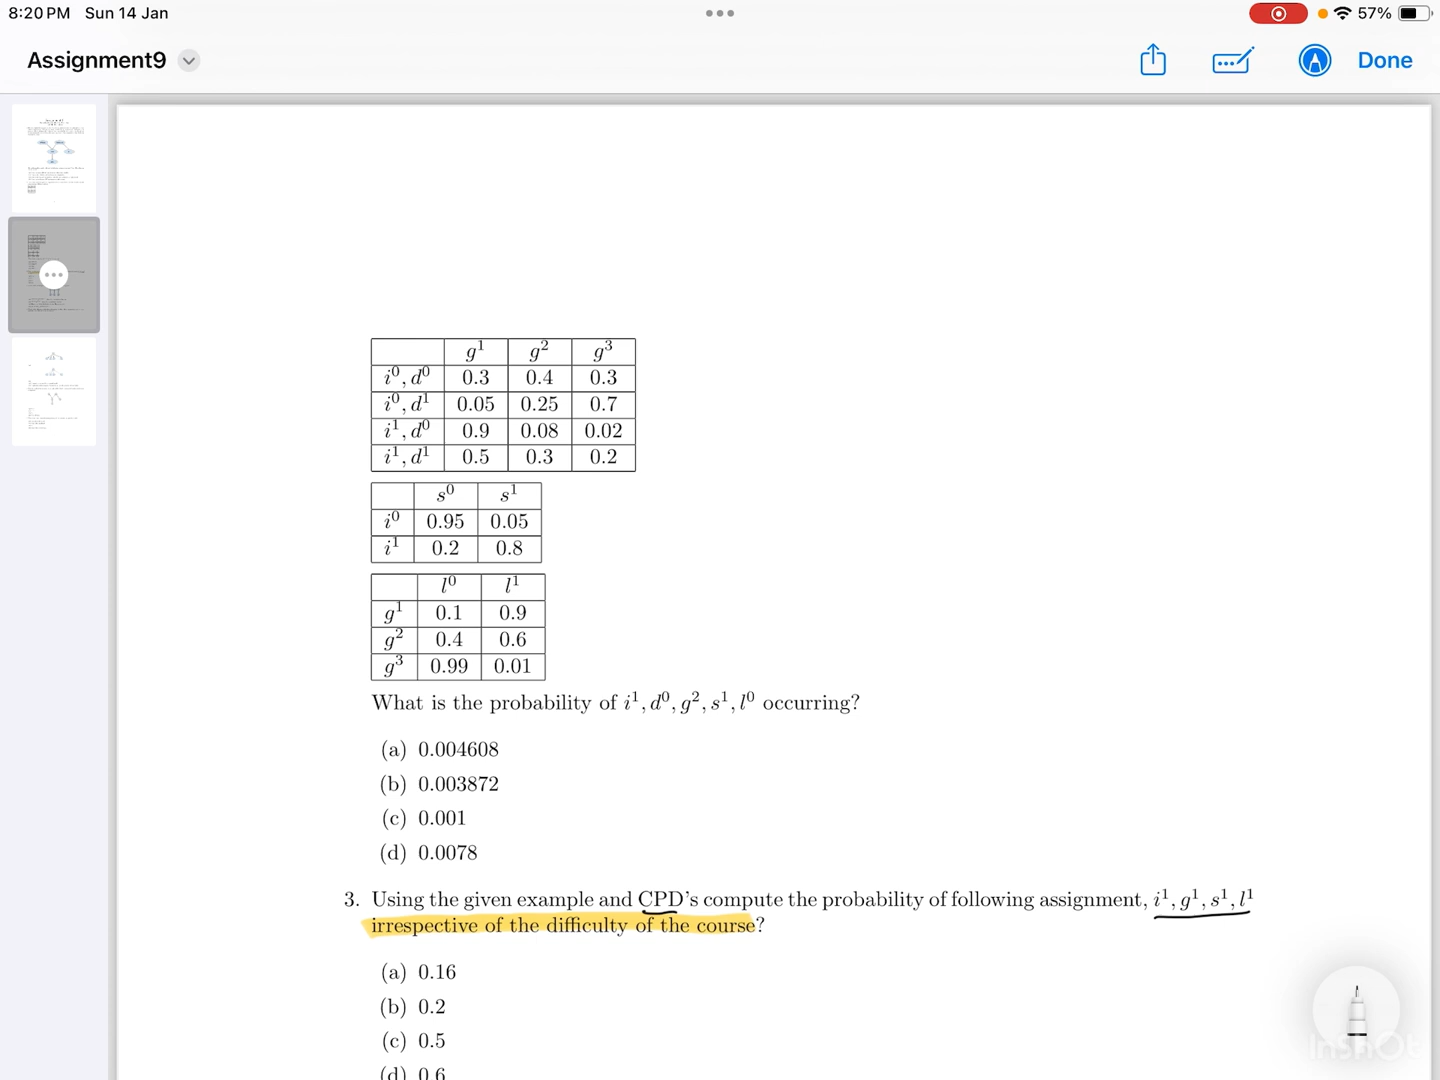 8:20 PM Sun 14 Jan
57%
Assignment9
Done
g¹ g² g³
i⁰, d⁰ 0.3 0.4 0.3
i⁰, d¹ 0.05 0.25 0.7
i¹, d⁰ 0.9 0.08 0.02
i¹, d¹ 0.5 0.3 0.2
s⁰ s¹
i⁰ 0.95 0.05
i¹ 0.2 0.8
l⁰ l¹
g¹ 0.1 0.9
g² 0.4 0.6
g³ 0.99 0.01
What is the probability of i¹, d⁰, g², s¹, l⁰ occurring?
(a) 0.004608
(b) 0.003872
(c) 0.001
(d) 0.0078
3. Using the given example and CPD's compute the probability of following assignment, i¹, g¹, s¹, l¹
irrespective of the difficulty of the course?
(a) 0.16
(b) 0.2
(c) 0.5
(d) 0.6
InShot